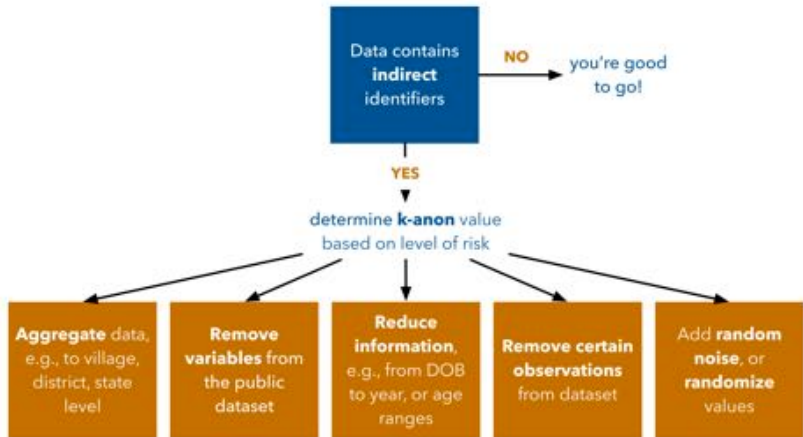 Data contains
indirect
identifiers
NO
you're good
to go!
YES
determine k-anon value
based on level of risk
Aggregate data,
e.g., to village,
district, state
level
Remove
variables from
the public
dataset
Reduce
information,
e.g., from DOB
to year, or age
ranges
Remove certain
observations
from dataset
Add random
noise, or
randomize
values